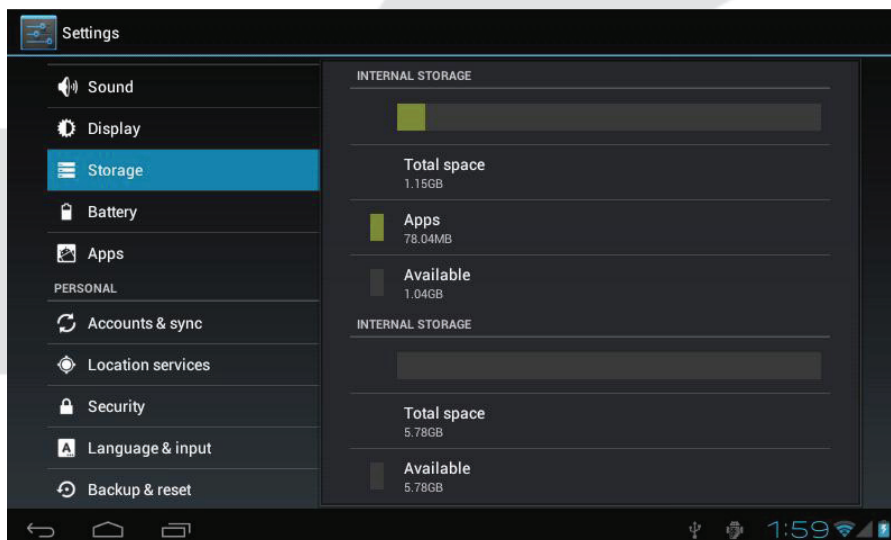 Settings
Sound
Display
Storage
Battery
Apps
PERSONAL
Accounts & sync
Location services
Security
Language & input
Backup & reset
INTERNAL STORAGE
Total space
1.15GB
Apps
78.04MB
Available
1.04GB
INTERNAL STORAGE
Total space
5.78GB
Available
5.78GB
1:59